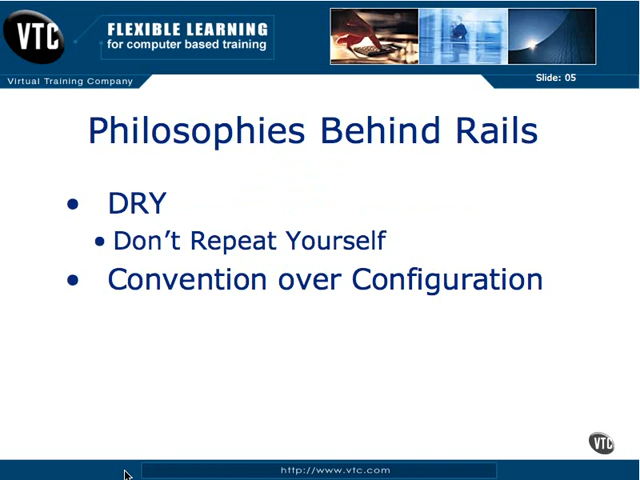 VTC
FLEXIBLE LEARNING
for computer based training
Virtual Training Company
Slide: 05
Philosophies Behind Rails
• DRY
• Don't Repeat Yourself
• Convention over Configuration
VTC
http://www.vtc.com